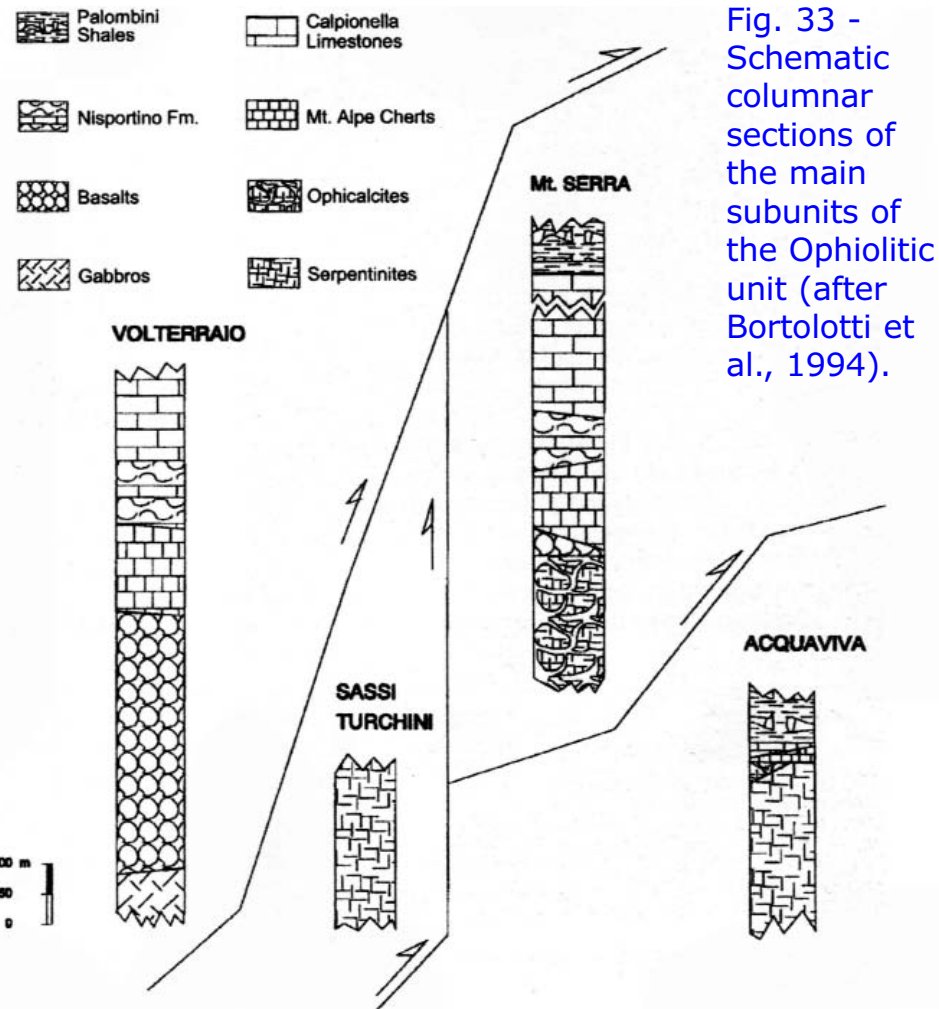 Palombini
Shales
Calpionella
Limestones
Nisportino Fm.
Mt. Alpe Cherts
Basalts
Ophicalcites
Gabbros
Serpentinites
Fig. 33 -
Schematic
columnar
sections of
the main
subunits of
the Ophiolitic
unit (after
Bortolotti et
al., 1994).
VOLTERRAIO
Mt. SERRA
SASSI
TURCHINI
ACQUAVIVA
00 m
50
0